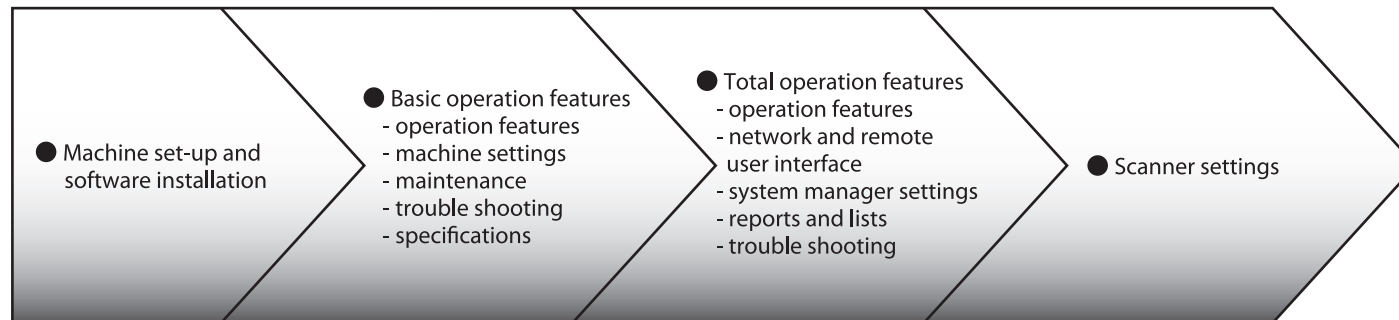 ● Machine set-up and
software installation
● Basic operation features
- operation features
- machine settings
- maintenance
- trouble shooting
- specifications
● Total operation features
- operation features
- network and remote
user interface
- system manager settings
- reports and lists
- trouble shooting
● Scanner settings